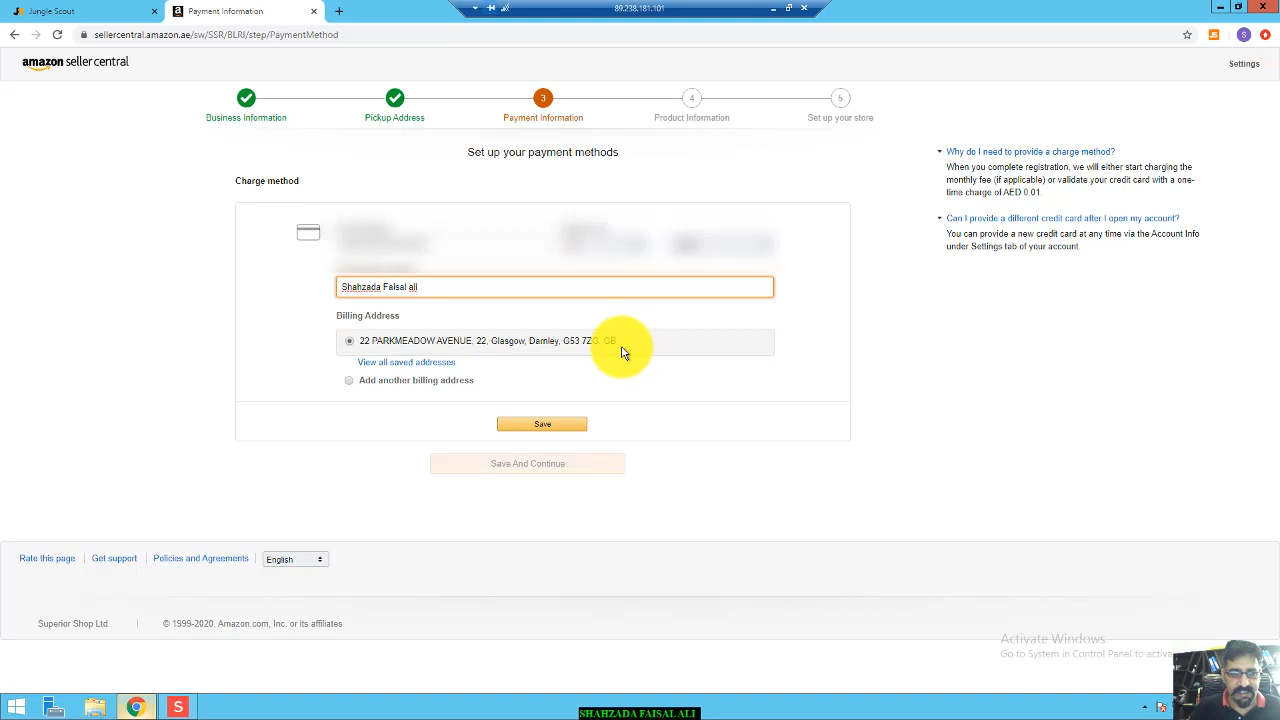 Jungle Scout
Payment Information
89.238.181.101
sellercentral.amazon.ae/sw/SSR/BLRI/step/PaymentMethod
amazon seller central
Settings
3
4
5
Business Information
Pickup Address
Payment Information
Product Information
Set up your store
Set up your payment methods
Charge method
Shahzada Faisal ali
Billing Address
22 PARKMEADOW AVENUE, 22, Glasgow, Darnley, G53 7ZQ, GB
View all saved addresses
Add another billing address
Save
Save And Continue
Why do I need to provide a charge method?
When you complete registration, we will either start charging the
monthly fee (if applicable) or validate your credit card with a one-
time charge of AED 0.01.
Can I provide a different credit card after I open my account?
You can provide a new credit card at any time via the Account Info
under Settings tab of your account.
Rate this page
Get support
Policies and Agreements
English
Superior Shop Ltd.
© 1999-2020, Amazon.com, Inc. or its affiliates
Activate Windows
Go to System in Control Panel to
SHAHZADA FAISAL ALI